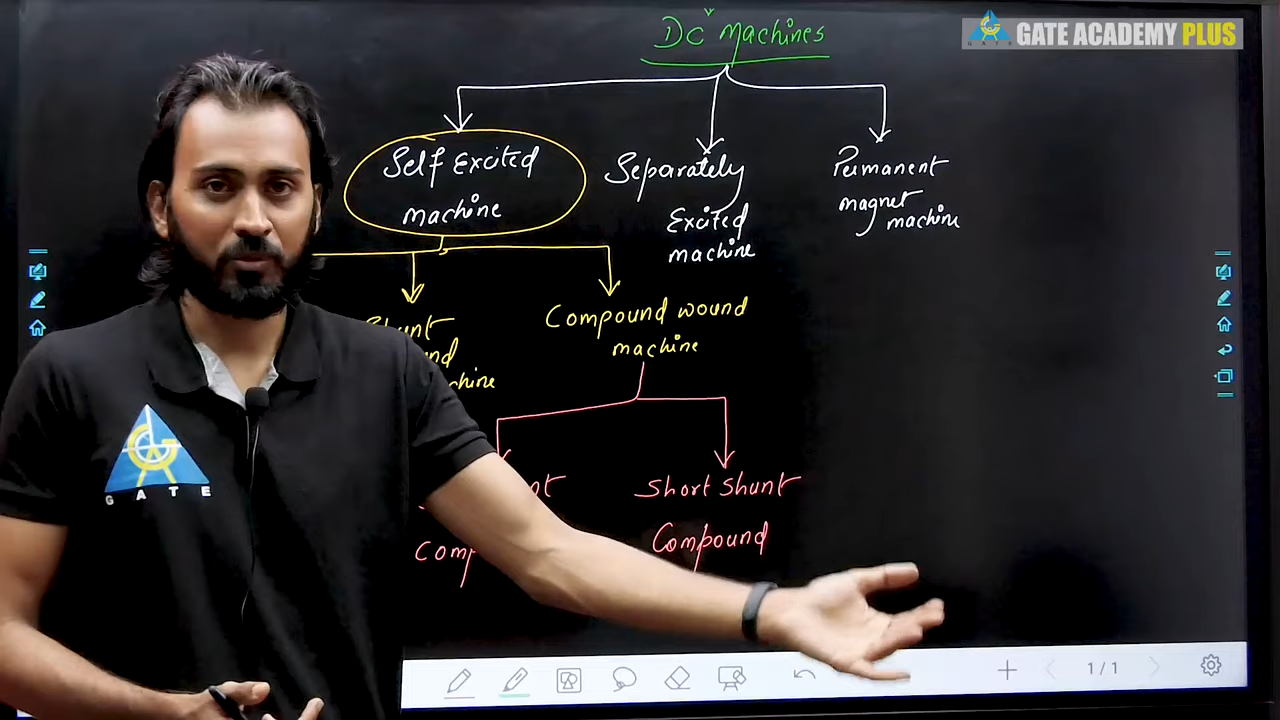 DC Machines
GATE
GATE ACADEMY PLUS
Self Excited
machine
Separately
Excited
machine
Permanent
magnet
machine
Compound wound
machine
Short Shunt
Compound
GATE
1/1